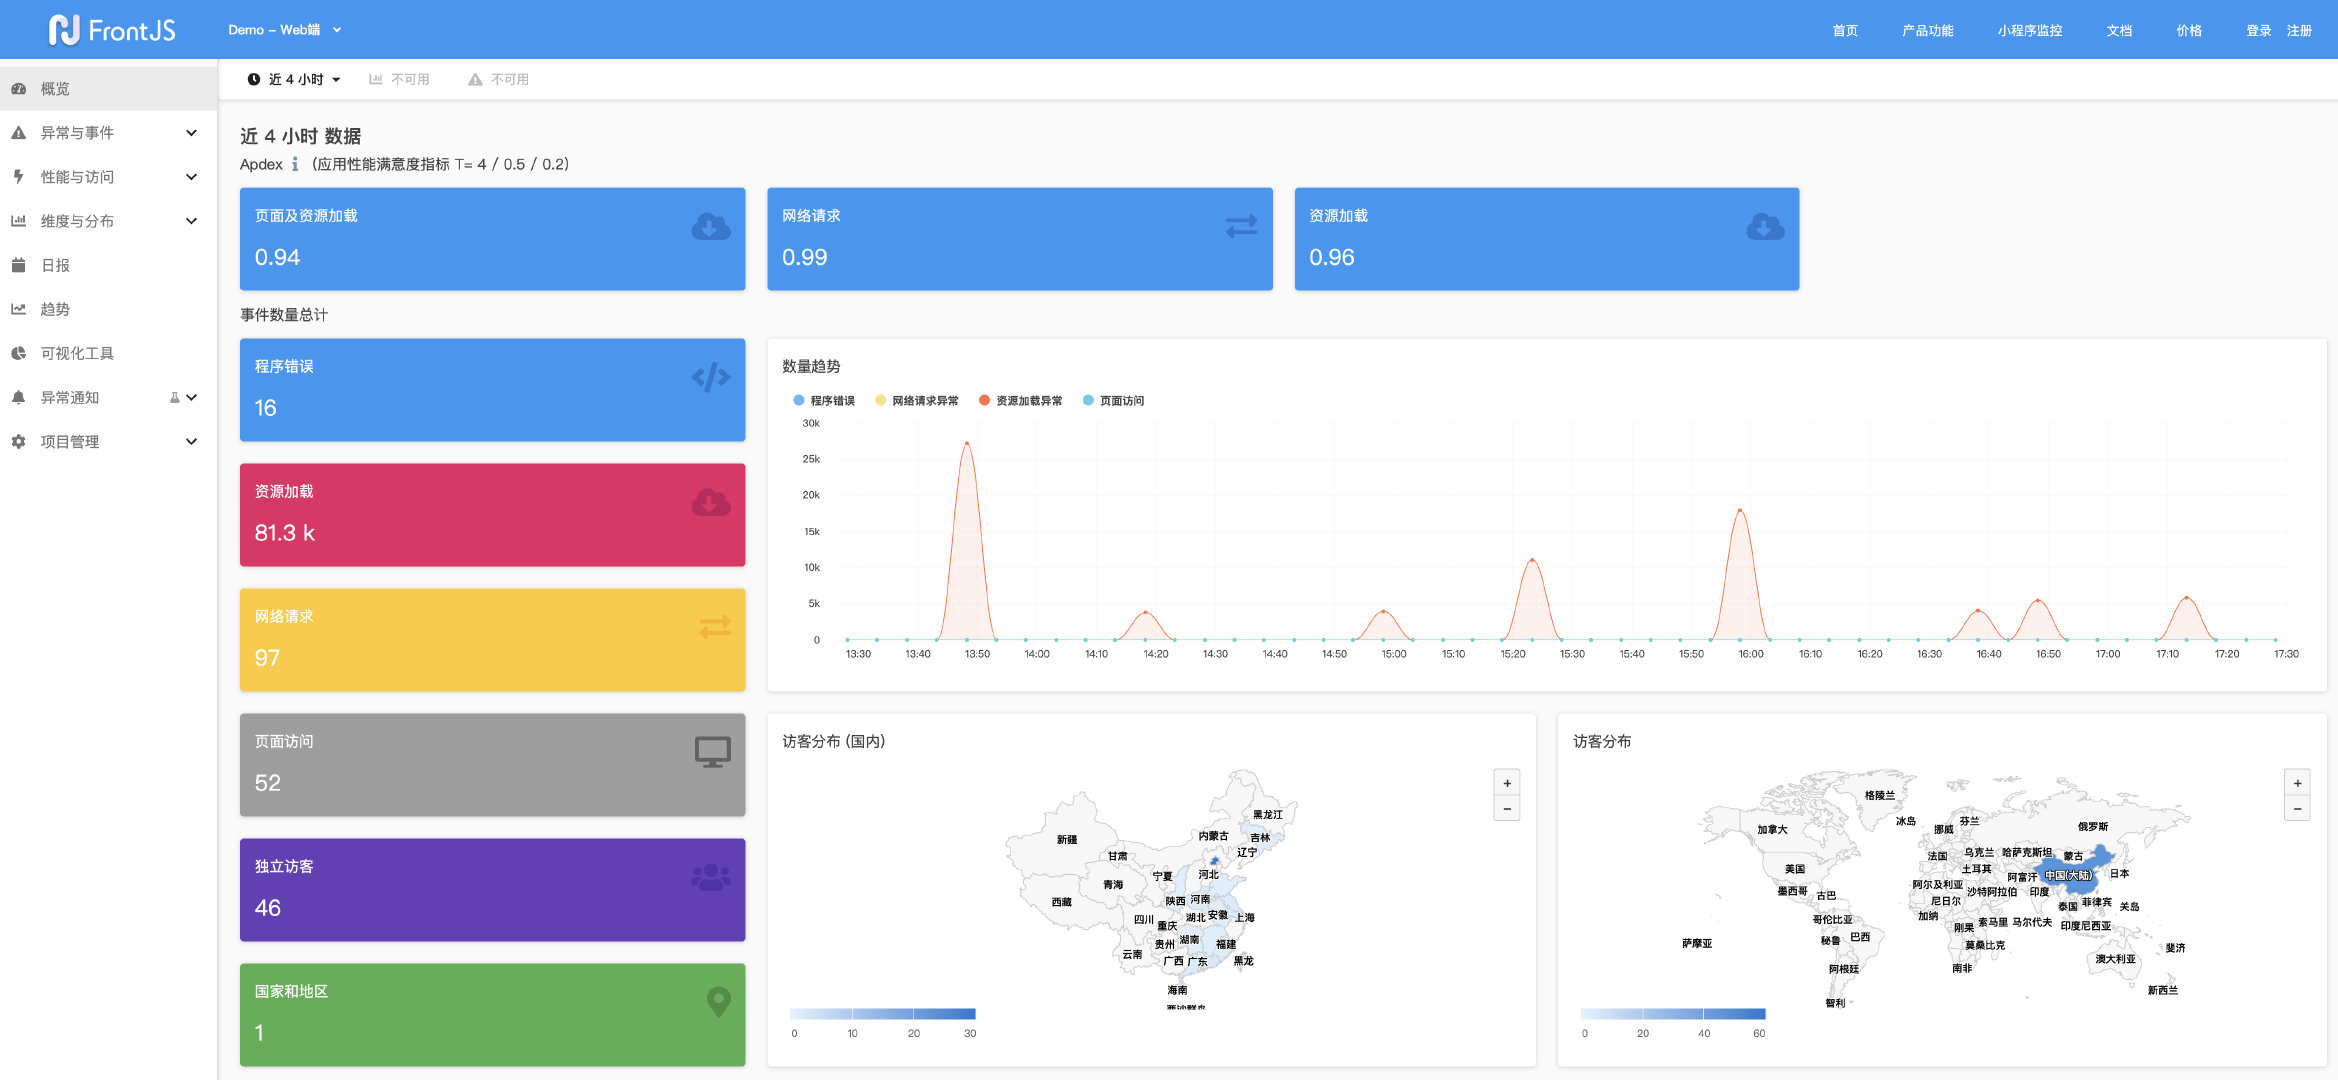 FrontJS
Demo - Web端
首页 产品功能 小程序监控 文档 价格 登录 注册
概览
异常与事件
性能与访问
维度与分布
日报
趋势
可视化工具
异常通知
项目管理
近 4 小时 不可用 不可用
近 4 小时 数据
Apdex (应用性能满意度指标 T= 4 / 0.5 / 0.2)
页面及资源加载
0.94
网络请求
0.99
资源加载
0.96
事件数量总计
程序错误
16
资源加载
81.3 k
网络请求
97
页面访问
52
独立访客
46
国家和地区
1
数量趋势
程序错误 网络请求异常 资源加载异常 页面访问
30k
25k
20k
15k
10k
5k
0
13:30 13:40 13:50 14:00 14:10 14:20 14:30 14:40 14:50 15:00 15:10 15:20 15:30 15:40 15:50 16:00 16:10 16:20 16:30 16:40 16:50 17:00 17:10 17:20 17:30
访客分布 (国内)
+
−
黑龙江
内蒙古 吉林
新疆
辽宁
甘肃
河北
宁夏
青海
西藏
陕西 河南
四川 湖北 安徽 上海
重庆
贵州 湖南 福建
云南
广西 广东 黑龙
海南
0 10 20 30
访客分布
+
−
格陵兰
冰岛 芬兰
加拿大 挪威 俄罗斯
法国 乌克兰 哈萨克斯坦 蒙古
美国 土耳其 阿富汗 中国(大陆) 日本
墨西哥 古巴 阿尔及利亚 沙特阿拉伯 印度
尼日尔 泰国 菲律宾 关岛
哥伦比亚 加纳 索马里 马尔代夫 印度尼西亚
刚果
萨摩亚 秘鲁 巴西 莫桑比克 斐济
阿根廷 南非 澳大利亚
智利 新西兰
0 20 40 60